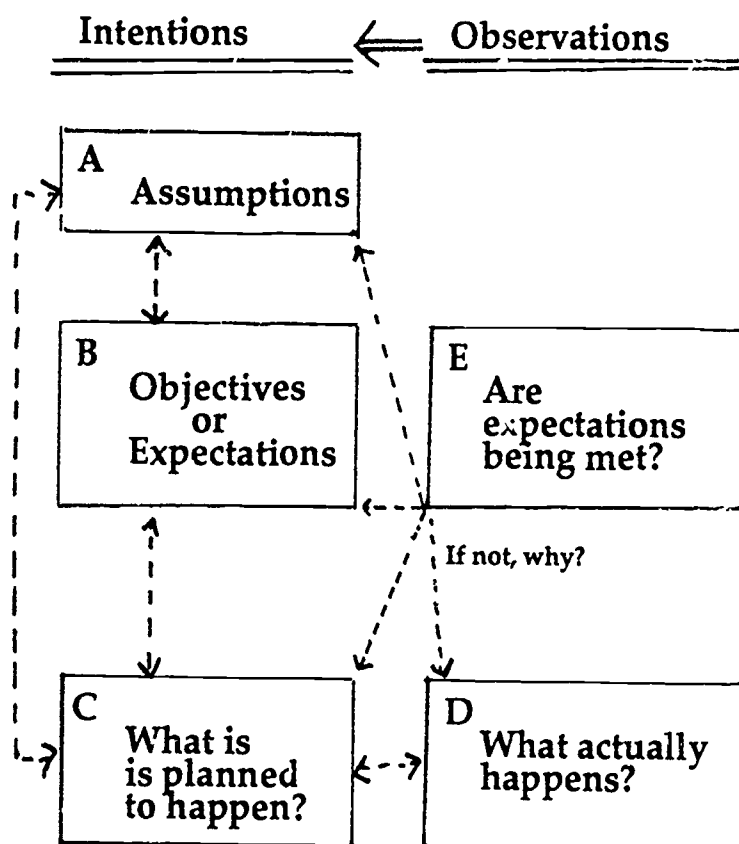 Intentions
Observations
A
Assumptions
B
Objectives
or
Expectations
E
Are
expectations
being met?
If not, why?
C
What is
is planned
to happen?
D
What actually
happens?